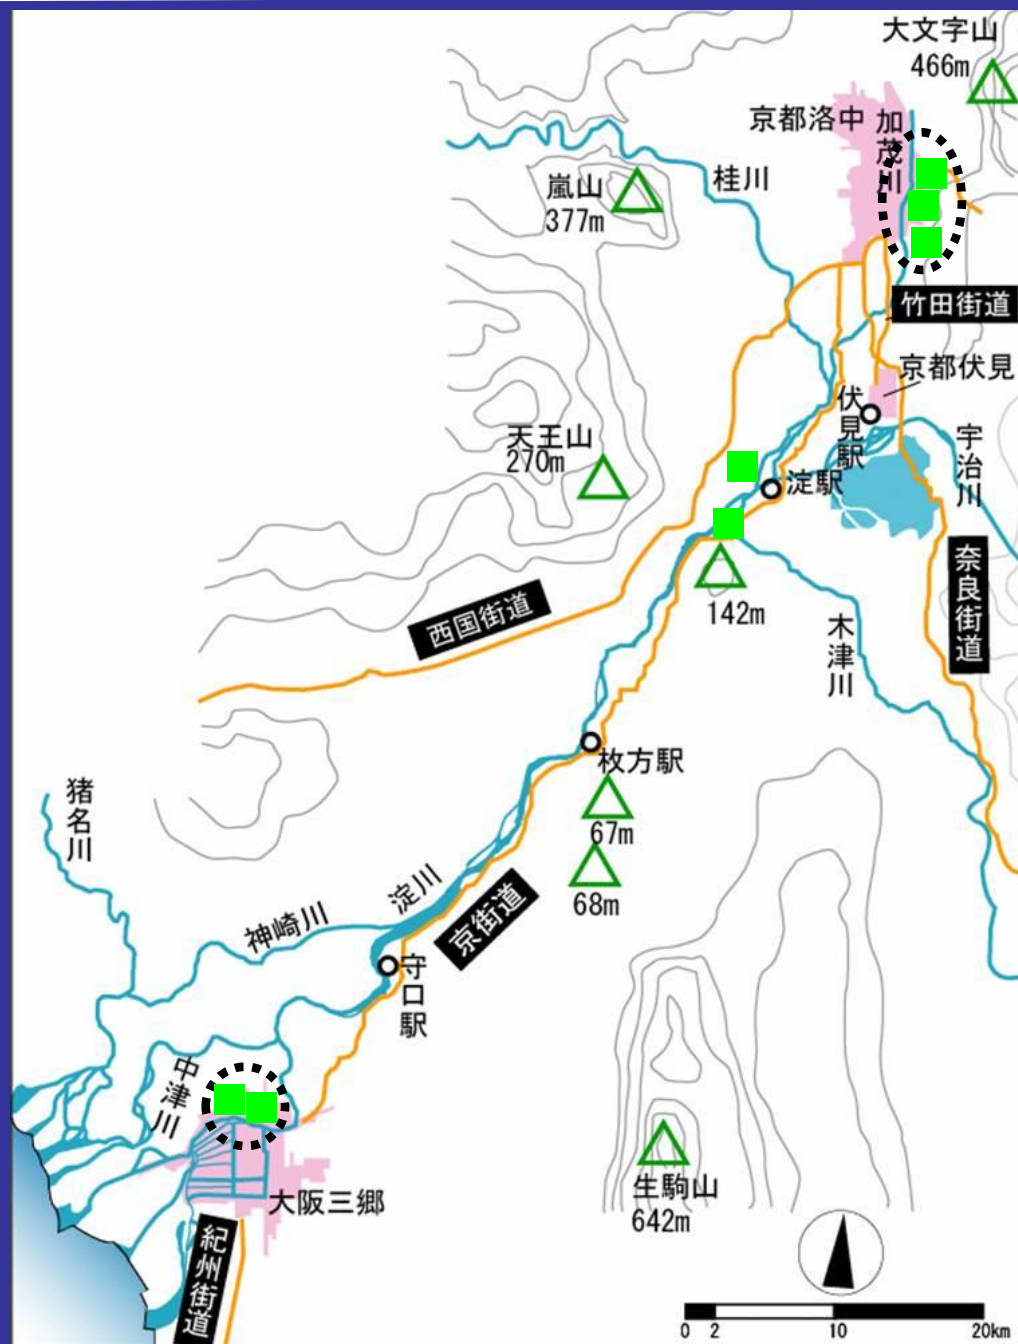 大文字山
466m
京都洛中
加茂川
嵐山
377m
桂川
竹田街道
京都伏見
伏見駅
天王山
270m
淀駅
宇治川
西国街道
142m
奈良街道
木津川
枚方駅
67m
68m
猪名川
淀川
神崎川
京街道
守口駅
中津川
生駒山
642m
大阪三郷
紀州街道
0 2 10 20km